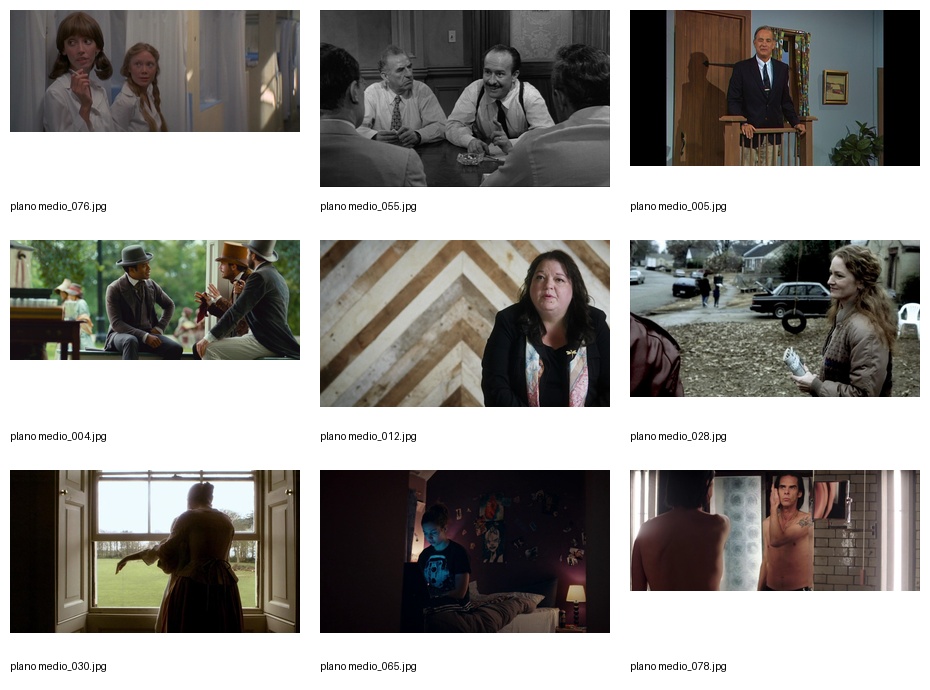 plano medio_076.jpg
plano medio_055.jpg
plano medio_005.jpg
plano medio_004.jpg
plano medio_012.jpg
plano medio_028.jpg
plano medio_030.jpg
plano medio_065.jpg
plano medio_078.jpg